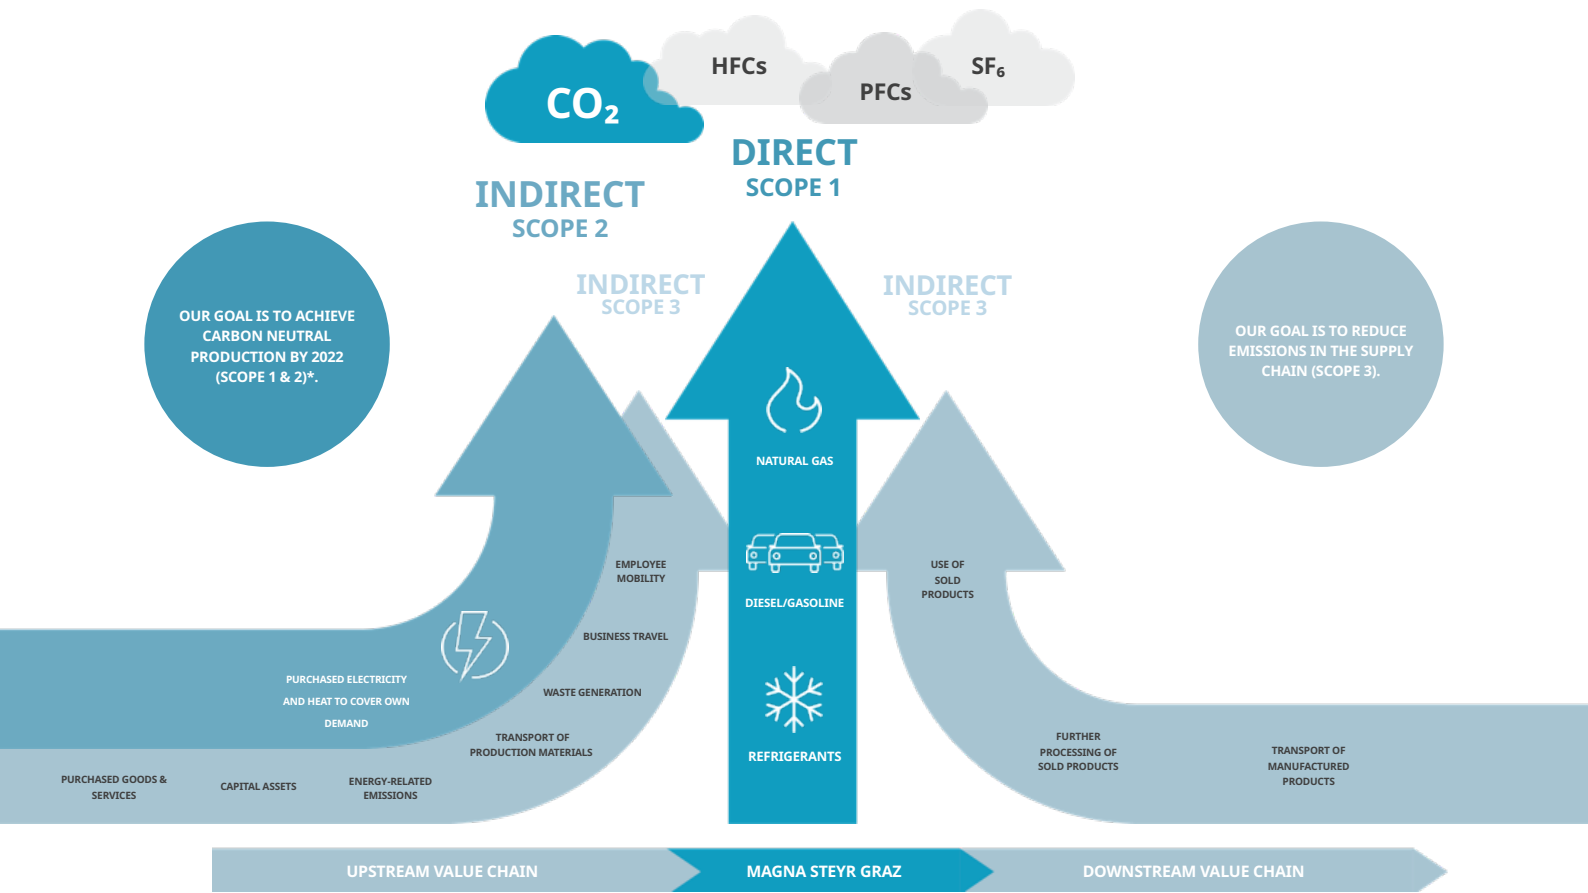 CO₂
HFCs
PFCs
SF₆
DIRECT
SCOPE 1
INDIRECT
SCOPE 2
INDIRECT
SCOPE 3
INDIRECT
SCOPE 3
OUR GOAL IS TO ACHIEVE
CARBON NEUTRAL
PRODUCTION BY 2022
(SCOPE 1 & 2)*.
OUR GOAL IS TO REDUCE
EMISSIONS IN THE SUPPLY
CHAIN (SCOPE 3).
NATURAL GAS
DIESEL/GASOLINE
REFRIGERANTS
EMPLOYEE
MOBILITY
BUSINESS TRAVEL
WASTE GENERATION
TRANSPORT OF
PRODUCTION MATERIALS
PURCHASED ELECTRICITY
AND HEAT TO COVER OWN
DEMAND
PURCHASED GOODS &
SERVICES
CAPITAL ASSETS
ENERGY-RELATED
EMISSIONS
USE OF
SOLD
PRODUCTS
FURTHER
PROCESSING OF
SOLD PRODUCTS
TRANSPORT OF
MANUFACTURED
PRODUCTS
UPSTREAM VALUE CHAIN
MAGNA STEYR GRAZ
DOWNSTREAM VALUE CHAIN